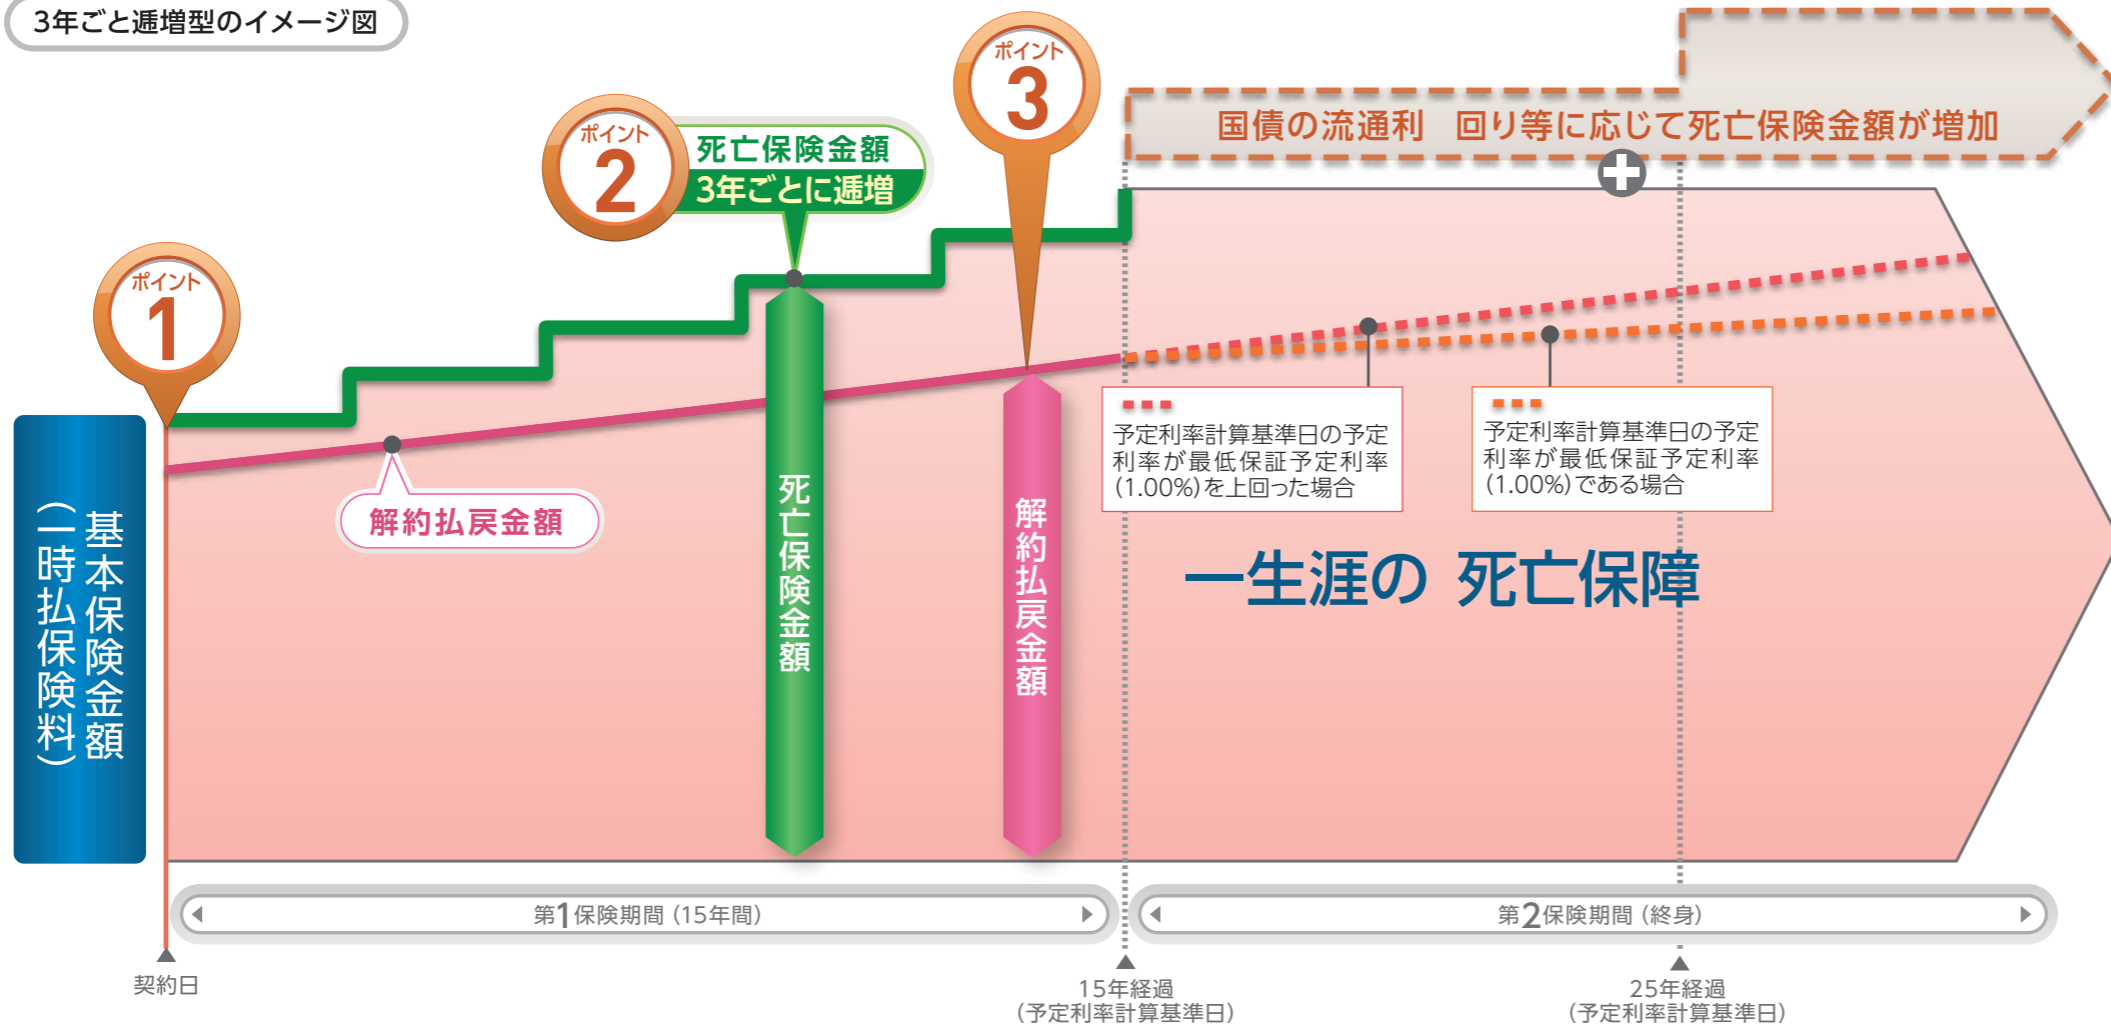 3年ごと逓増型のイメージ図
ポイント
1
ポイント
2
死亡保険金額
3年ごとに逓増
ポイント
3
国債の流通利 回り等に応じて死亡保険金額が増加
基本保険金額
(一時払保険料)
解約払戻金額
死亡保険金額
解約払戻金額
予定利率計算基準日の予定
利率が最低保証予定利率
(1.00%)を上回った場合
予定利率計算基準日の予定
利率が最低保証予定利率
(1.00%)である場合
一生涯の 死亡保障
第1保険期間(15年間)
第2保険期間(終身)
契約日
15年経過
(予定利率計算基準日)
25年経過
(予定利率計算基準日)